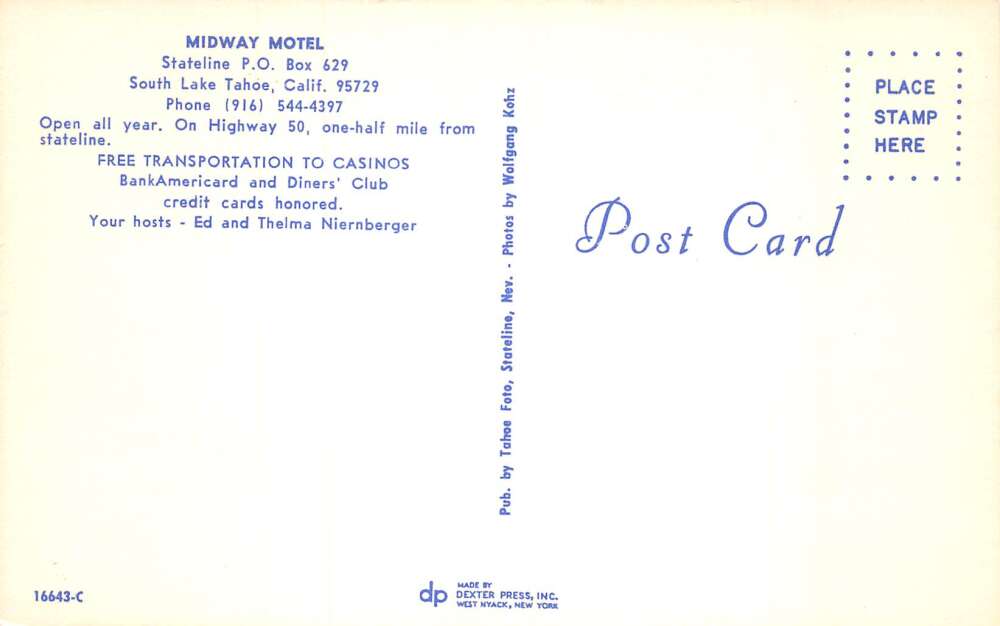 MIDWAY MOTEL
Stateline P.O. Box 629
South Lake Tahoe, Calif. 95729
Phone (916) 544-4397
Open all year. On Highway 50, one-half mile from
stateline.
FREE TRANSPORTATION TO CASINOS
BankAmericard and Diners' Club
credit cards honored.
Your hosts - Ed and Thelma Niernberger
16643-C
Pub. by Tahoe Foto, Stateline, Nev. - Photos by Wolfgang Kohz
dp
MADE BY
DEXTER PRESS, INC.
WEST NYACK, NEW YORK
PLACE
STAMP
HERE
Post Card